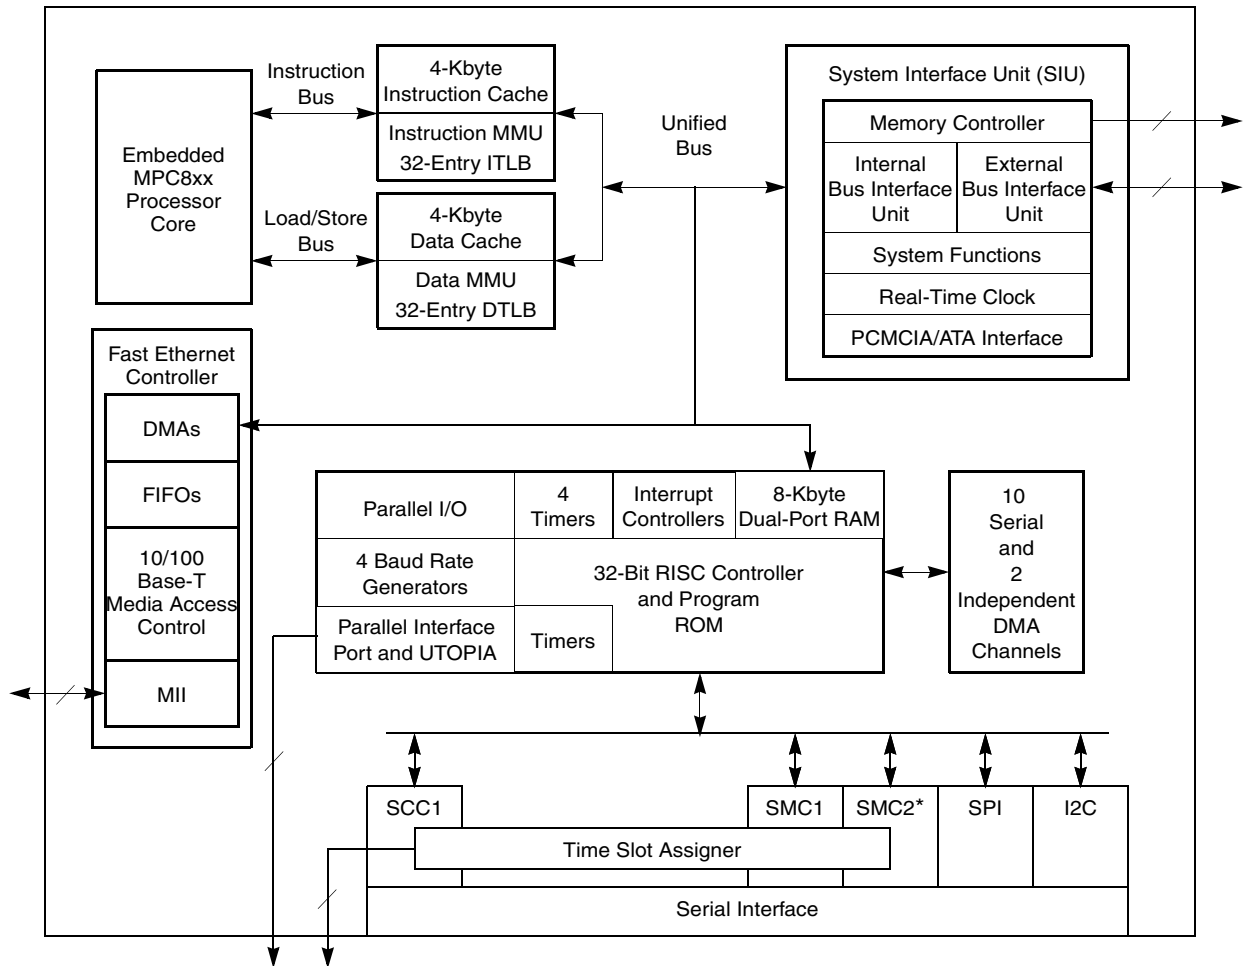 Instruction
Bus
4-Kbyte
Instruction Cache
Instruction MMU
32-Entry ITLB
Embedded
MPC8xx
Processor
Core
Load/Store
Bus
4-Kbyte
Data Cache
Data MMU
32-Entry DTLB
Unified
Bus
System Interface Unit (SIU)
Memory Controller
Internal
Bus Interface
Unit
External
Bus Interface
Unit
System Functions
Real-Time Clock
PCMCIA/ATA Interface
Fast Ethernet
Controller
DMAs
FIFOs
10/100
Base-T
Media Access
Control
MII
Parallel I/O
4
Timers
Interrupt
Controllers
8-Kbyte
Dual-Port RAM
4 Baud Rate
Generators
32-Bit RISC Controller
and Program
ROM
Parallel Interface
Port and UTOPIA
Timers
10
Serial
and
2
Independent
DMA
Channels
SCC1
SMC1
SMC2*
SPI
I2C
Time Slot Assigner
Serial Interface